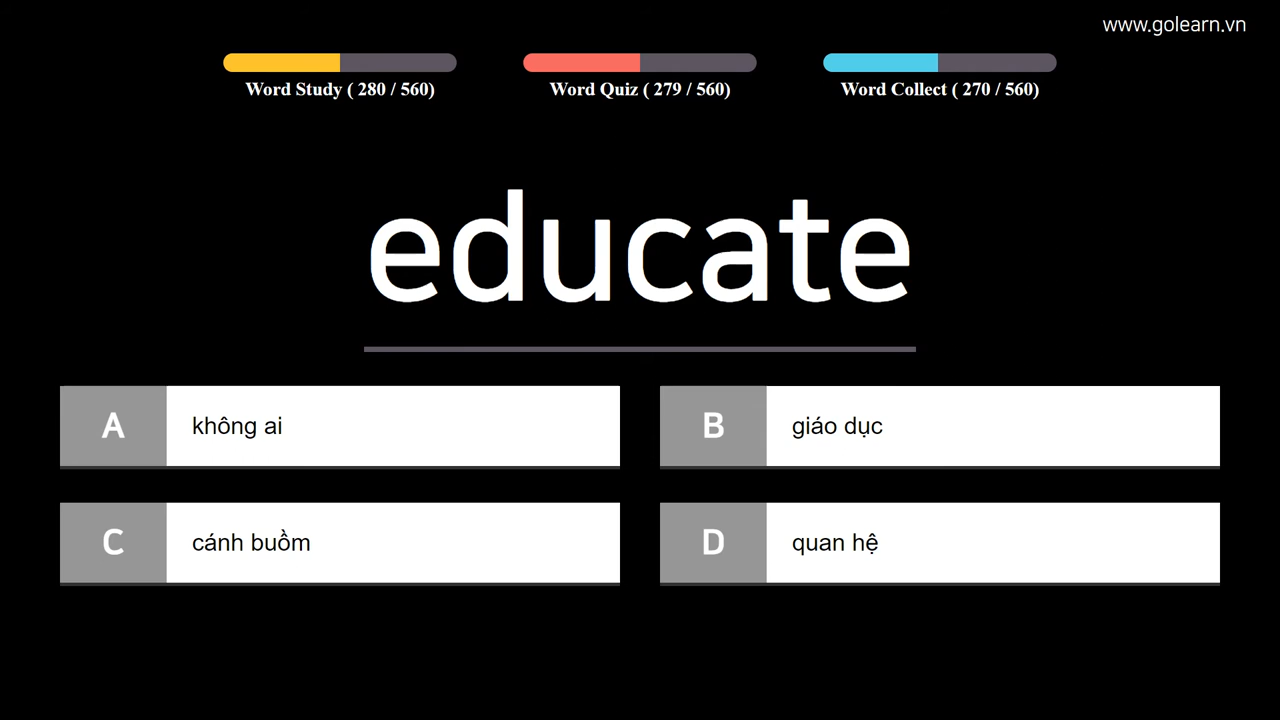 www.golearn.vn
Word Study ( 280 / 560)
Word Quiz ( 279 / 560)
Word Collect ( 270 / 560)
educate
A không ai
B giáo dục
C cánh buồm
D quan hệ